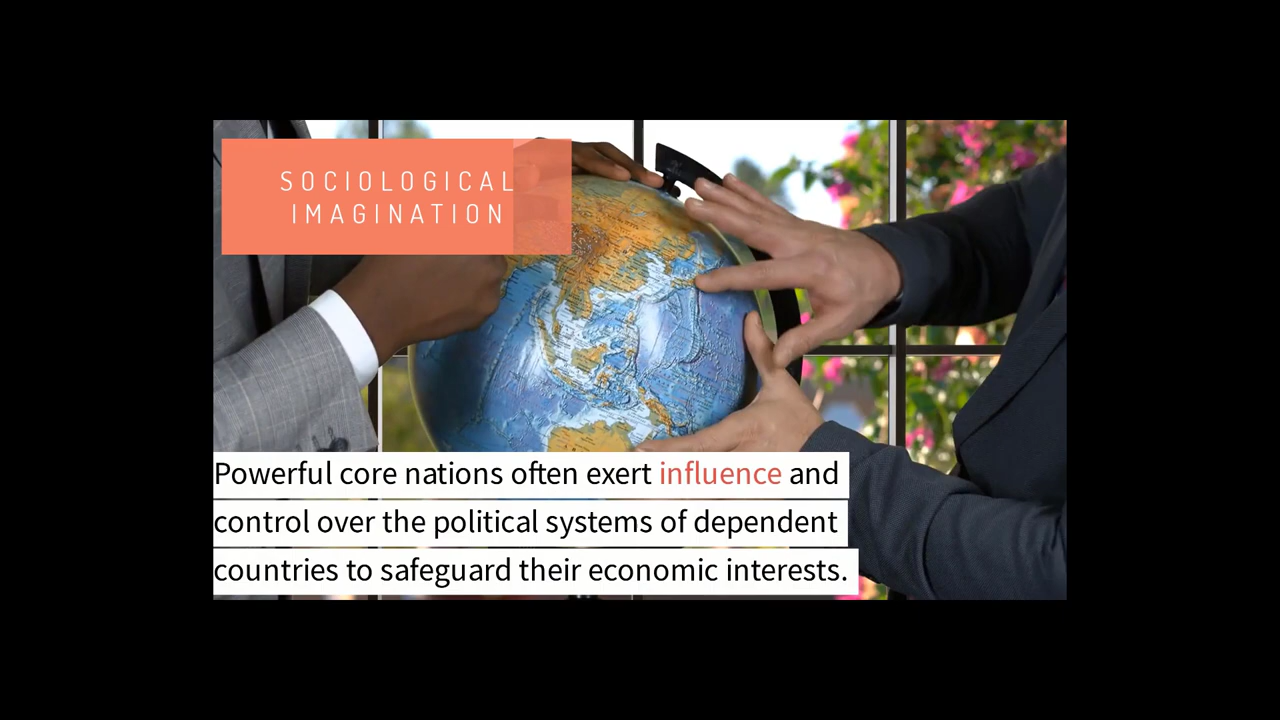 SOCIOLOGICAL
IMAGINATION
Powerful core nations often exert influence and
control over the political systems of dependent
countries to safeguard their economic interests.